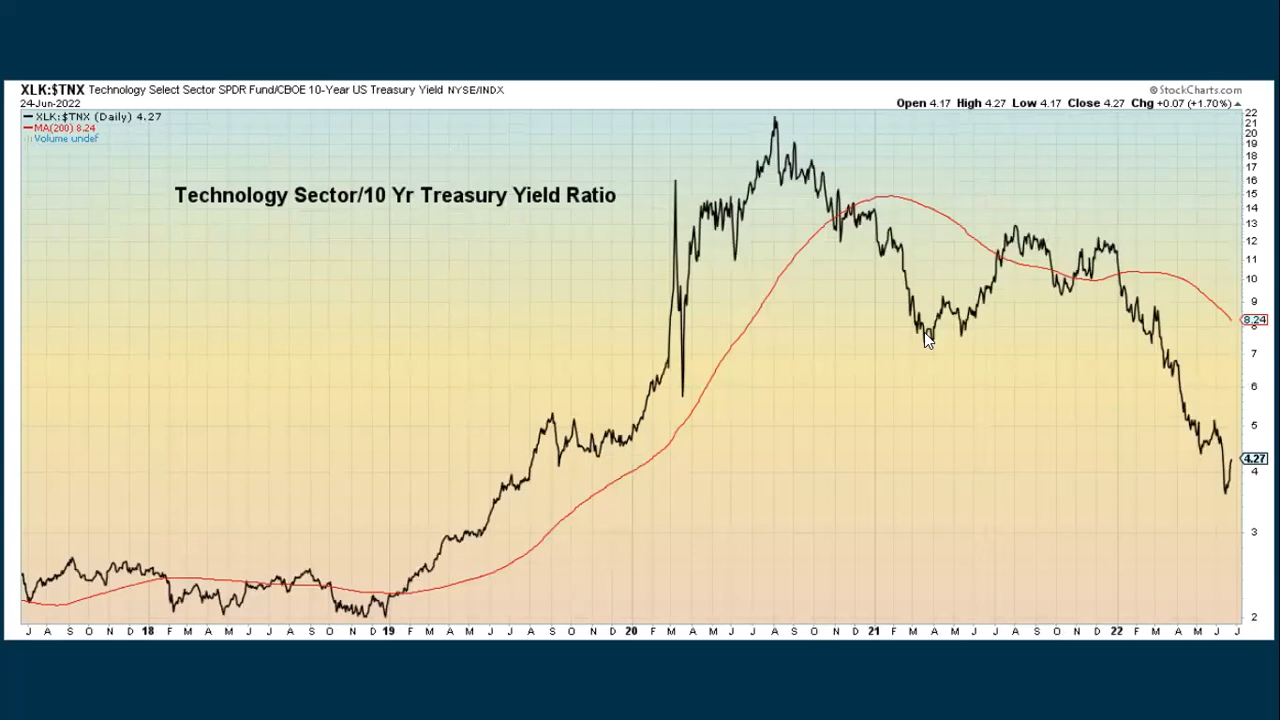 XLK:$TNX Technology Select Sector SPDR Fund/CBOE 10-Year US Treasury Yield NYSE/INDX
© StockCharts.com
24-Jun-2022
Open 4.17 High 4.27 Low 4.17 Close 4.27 Chg +0.07 (+1.70%)
XLK:$TNX (Daily) 4.27
MA(200) 8.24
Volume undef
Technology Sector/10 Yr Treasury Yield Ratio
22
21
20
19
18
17
16
15
14
13
12
11
10
9
8.24
8
7
6
5
4.27
4
3
2
J A S O N D 18 F M A M J J A S O N D 19 F M A M J J A S O N D 20 F M A M J J A S O N D 21 F M A M J J A S O N D 22 F M A M J J